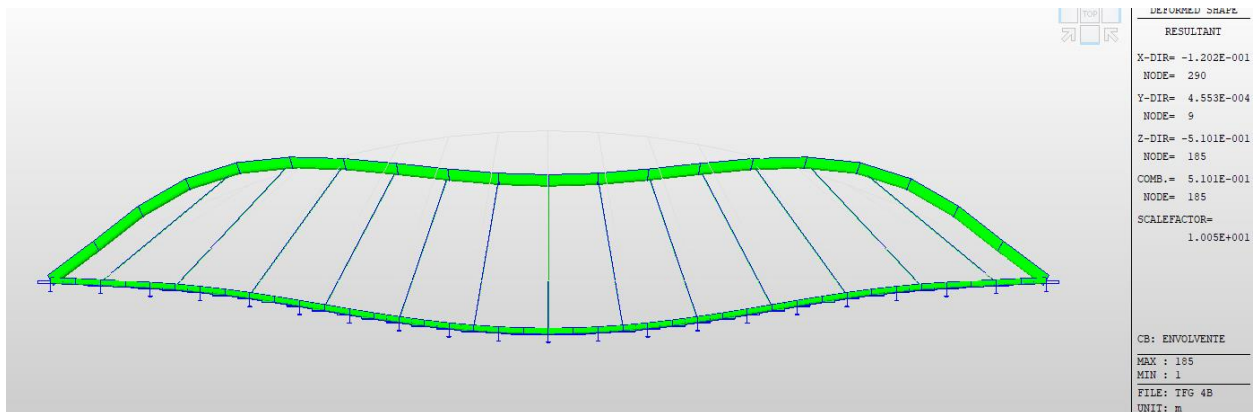 TOP
DEFORMED SHAPE
RESULTANT
X-DIR= -1.202E-001
NODE= 290
Y-DIR= 4.553E-004
NODE= 9
Z-DIR= -5.101E-001
NODE= 185
COMB.= 5.101E-001
NODE= 185
SCALEFACTOR=
1.005E+001
CB: ENVOLVENTE
MAX : 185
MIN : 1
FILE: TFG 4B
UNIT: m